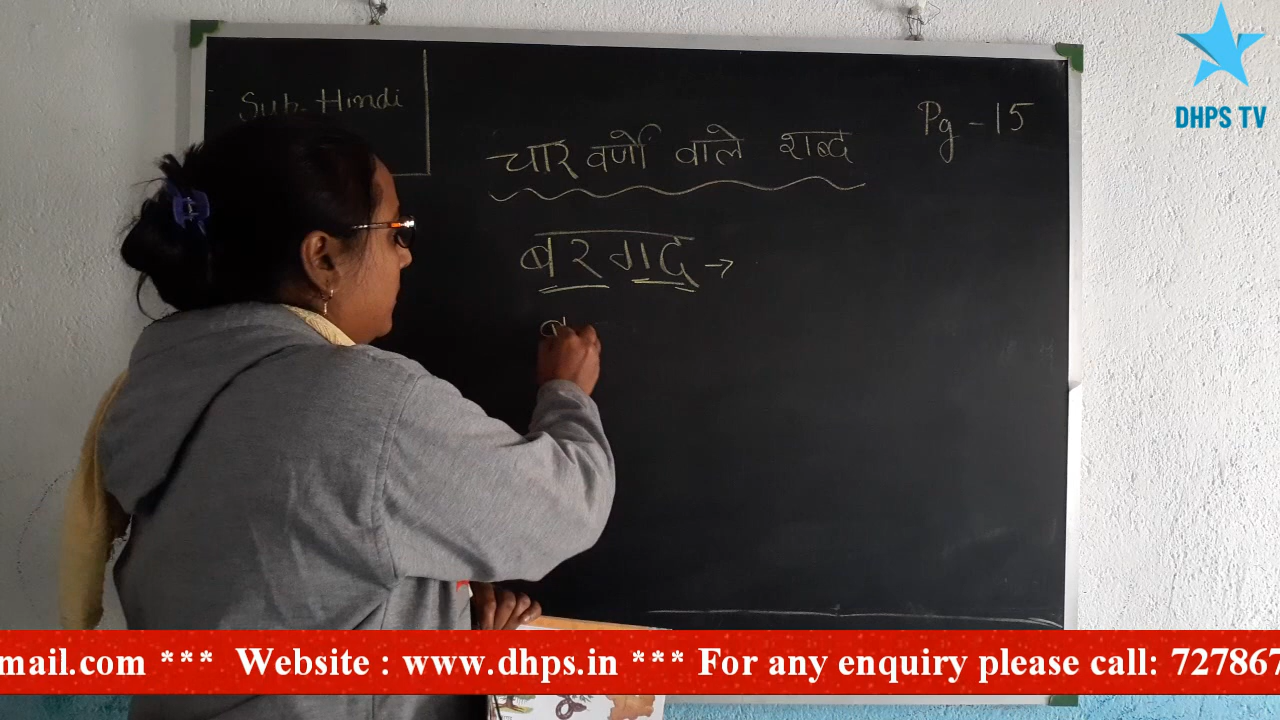 DHPS TV
Sub- Hindi
Pg - 15
चार वर्णो वाले शब्द
बरगद →
ब
mail.com *** Website : www.dhps.in *** For any enquiry please call: 727867